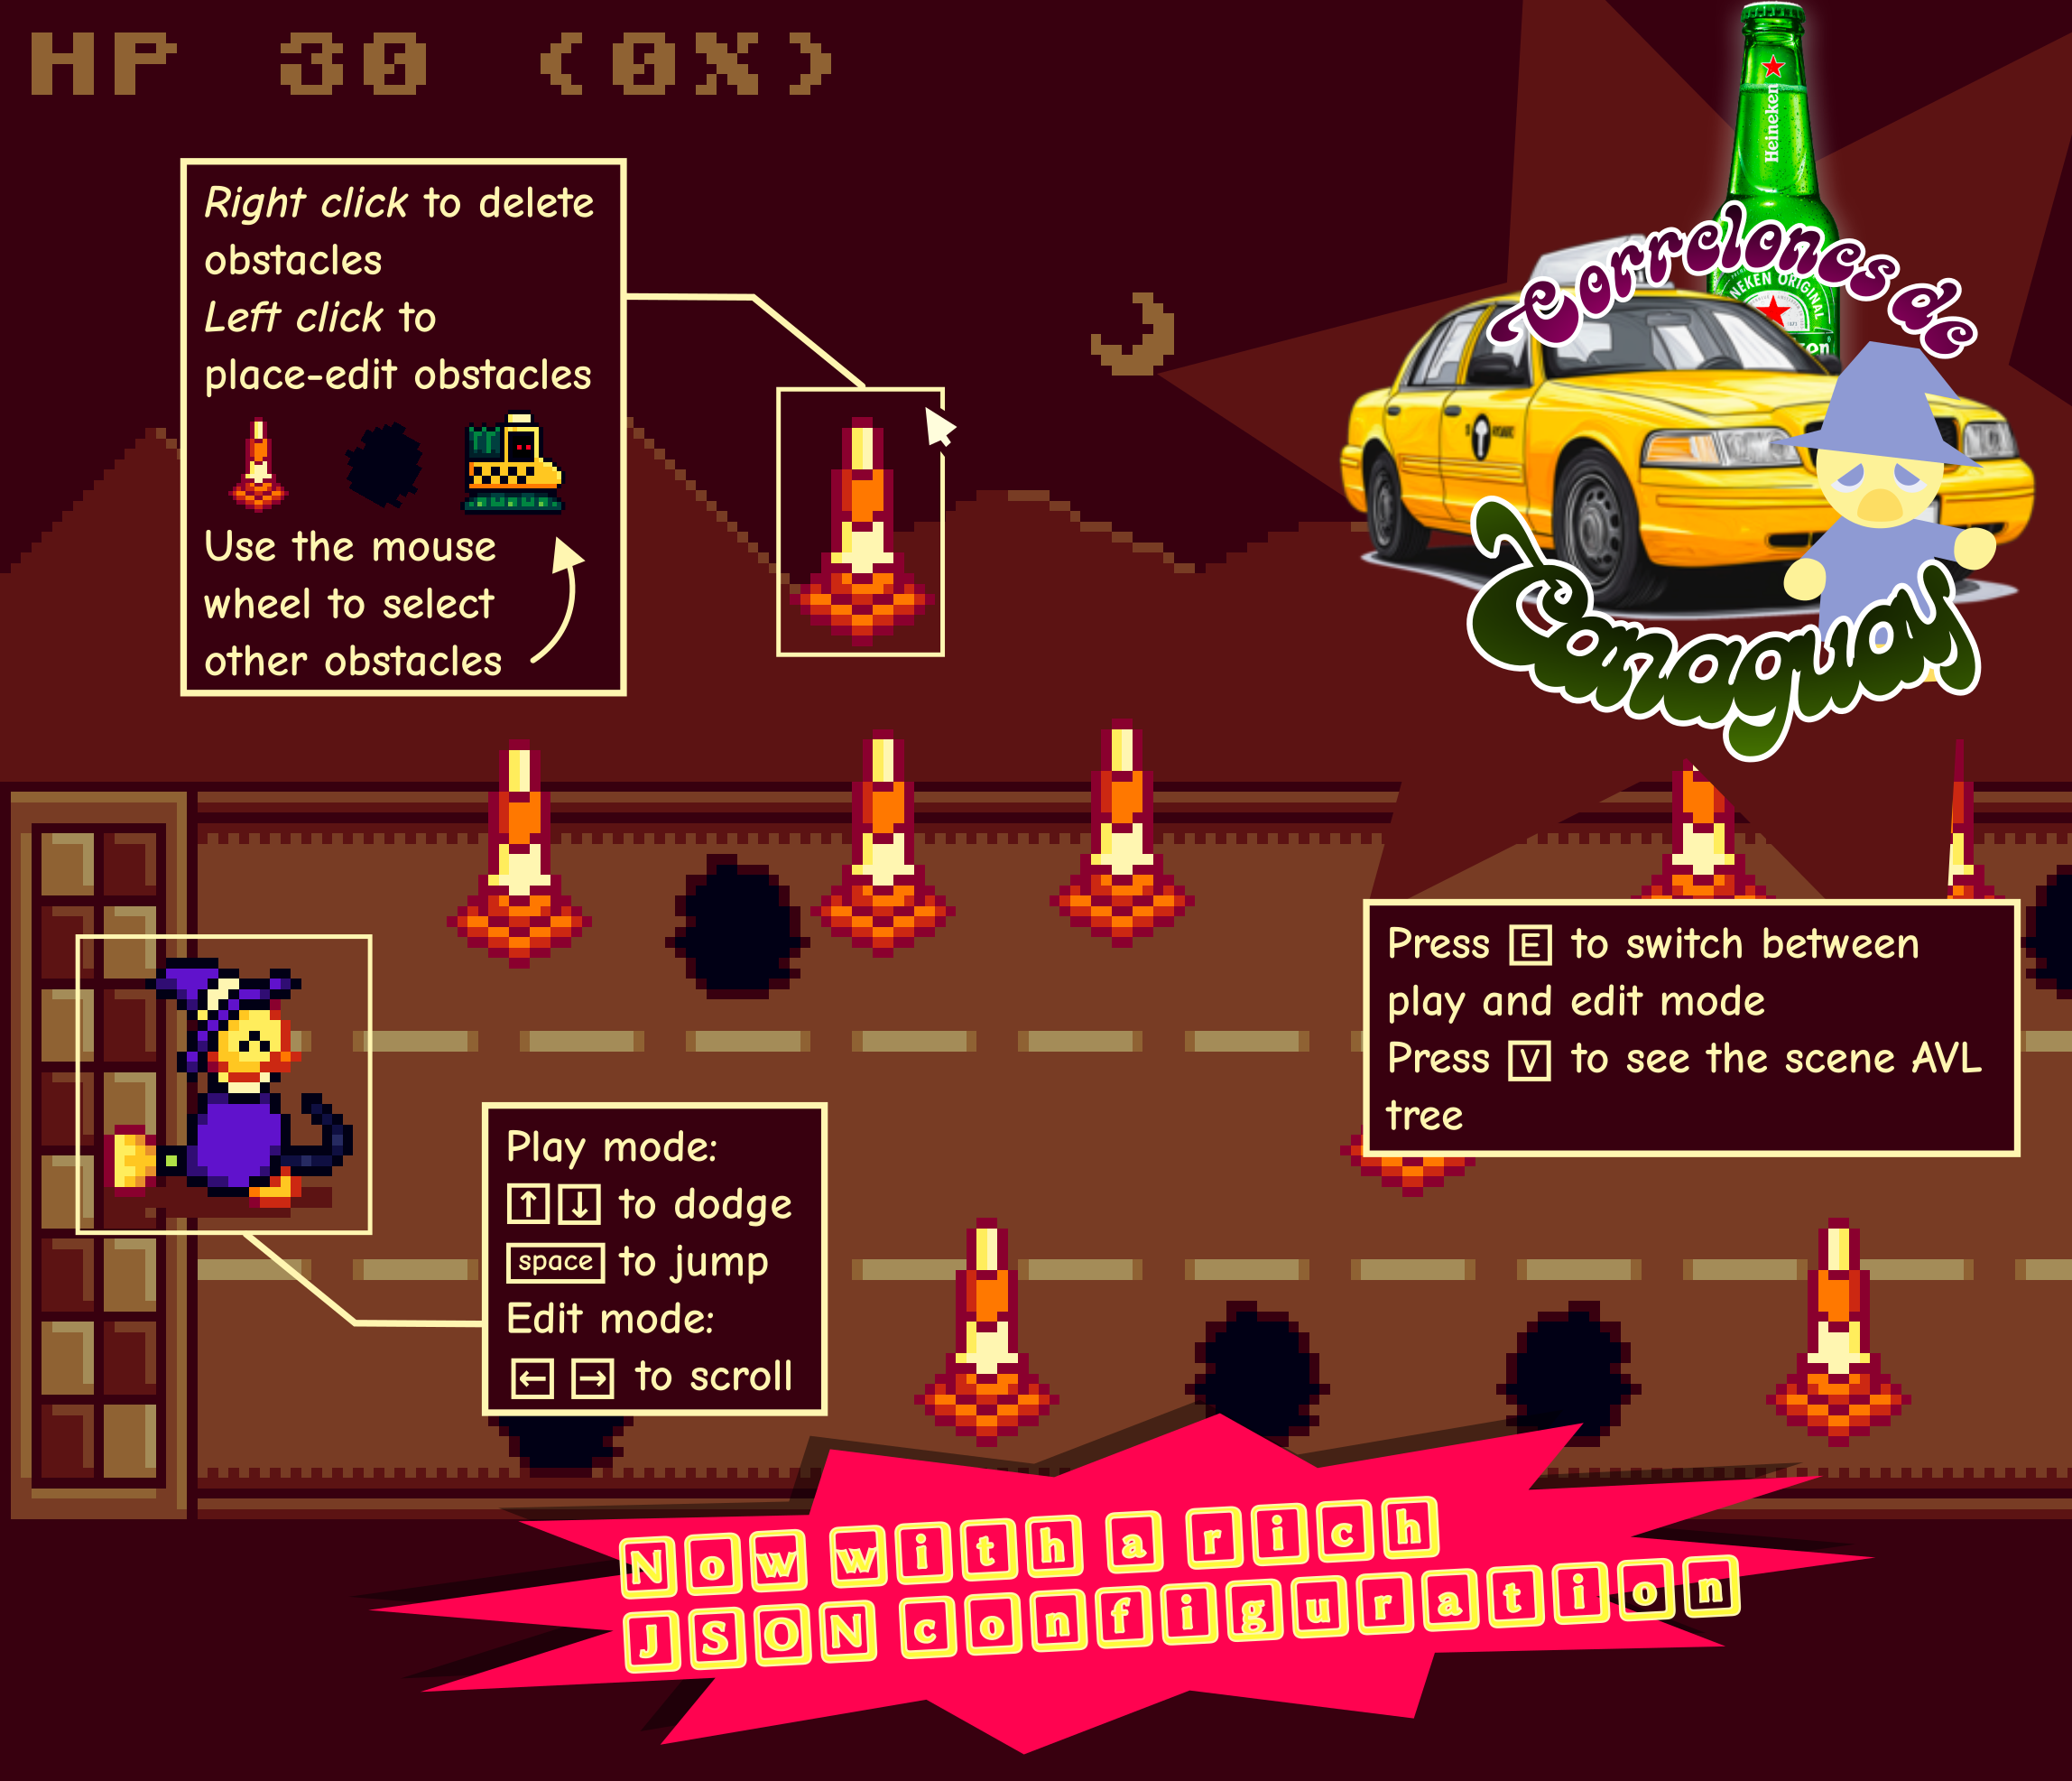 HP 30 (0X)
Right click to delete
obstacles
Left click to
place-edit obstacles
Use the mouse
wheel to select
other obstacles
Heineken
Correlones de
Canaguay
Press E to switch between
play and edit mode
Press V to see the scene AVL
tree
Play mode:
↑ ↓ to dodge
space to jump
Edit mode:
← → to scroll
Now with a rich
JSON configuration